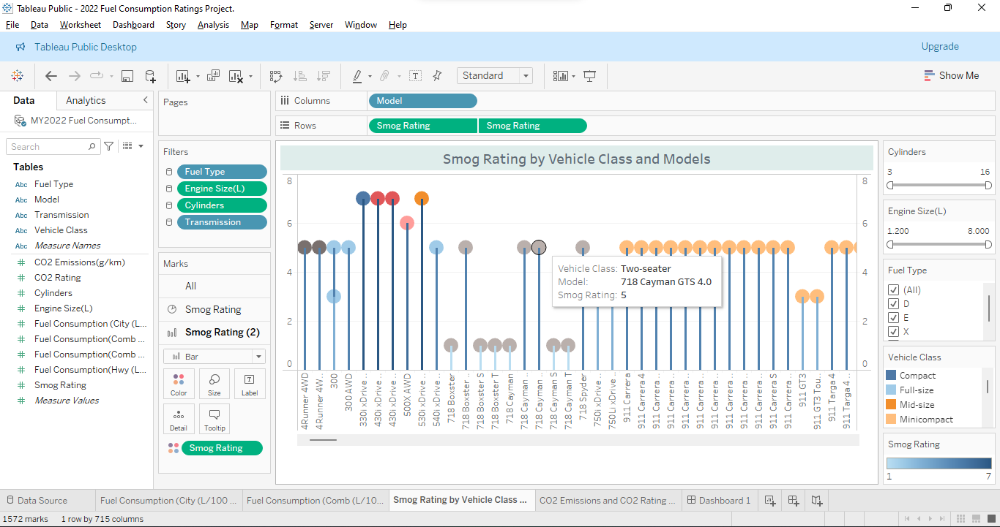 Tableau Public - 2022 Fuel Consumption Ratings Project.
File Data Worksheet Dashboard Story Analysis Map Format Server Window Help
Tableau Public Desktop
Upgrade
Standard
Show Me
Data
Analytics
MY2022 Fuel Consumpt...
Search
Tables
Abc Fuel Type
Abc Model
Abc Transmission
Abc Vehicle Class
Abc Measure Names
# CO2 Emissions(g/km)
# CO2 Rating
# Cylinders
# Engine Size(L)
# Fuel Consumption (City (L...
# Fuel Consumption(Comb ...
# Fuel Consumption(Comb ...
# Fuel Consumption(Hwy (L...
# Smog Rating
# Measure Values
Pages
Filters
Fuel Type
Engine Size(L)
Cylinders
Transmission
Marks
All
Smog Rating
Smog Rating (2)
Bar
Color
Size
Label
Detail
Tooltip
Smog Rating
Columns
Model
Rows
Smog Rating
Smog Rating
Smog Rating by Vehicle Class and Models
8
6
4
2
0
8
6
4
2
0
Vehicle Class: Two-seater
Model: 718 Cayman GTS 4.0
Smog Rating: 5
4Runner 4WD
4Runner 4W..
300
300 AWD
330i xDrive ..
430i xDrive ..
430i xDrive ..
500X AWD
530i xDrive ..
540i xDrive ..
718 Boxster
718 Boxster ..
718 Boxster S
718 Boxster T
718 Cayman
718 Cayman ..
718 Cayman ..
718 Cayman S
718 Cayman T
718 Spyder
750i xDrive ..
750Li xDrive ..
911 Carrera
911 Carrera 4
911 Carrera ..
911 Carrera ..
911 Carrera ..
911 Carrera ..
911 Carrera ..
911 Carrera ..
911 Carrera ..
911 Carrera ..
911 Carrera S
911 Carrera ..
911 GT3
911 GT3 Tou..
911 Targa 4
911 Targa 4 ..
Cylinders
3
16
Engine Size(L)
1.200
8.000
Fuel Type
(All)
D
E
X
Vehicle Class
Compact
Full-size
Mid-size
Minicompact
Smog Rating
1
7
Data Source
Fuel Consumption (City (L/100 ...
Fuel Consumption (Comb (L/10...
Smog Rating by Vehicle Class ...
CO2 Emissions and CO2 Rating ...
Dashboard 1
1572 marks
1 row by 715 columns